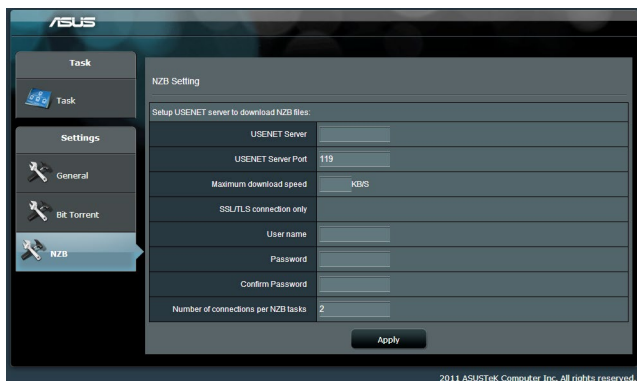 ASUS
Task
Task
Settings
General
Bit Torrent
NZB
NZB Setting
Setup USENET server to download NZB files:
USENET Server
USENET Server Port 119
Maximum download speed KB/S
SSL/TLS connection only
User name
Password
Confirm Password
Number of connections per NZB tasks 2
Apply
2011 ASUSTeK Computer Inc. All rights reserved.